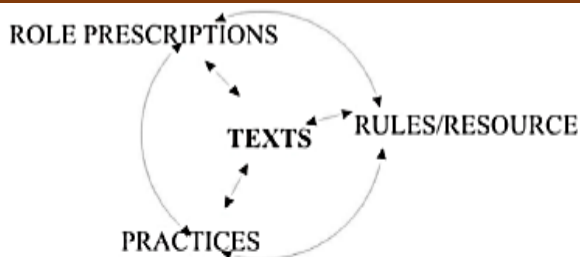 ROLE PRESCRIPTIONS
RULES/RESOURCE
TEXTS
PRACTICES